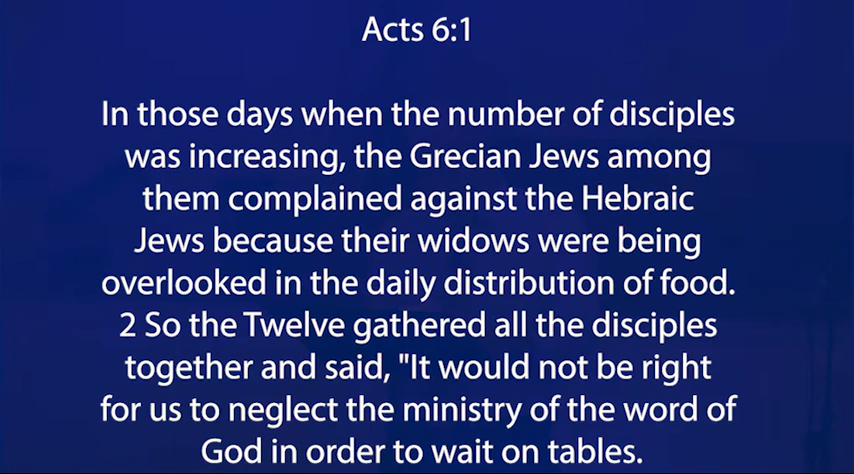 Acts 6:1
In those days when the number of disciples
was increasing, the Grecian Jews among
them complained against the Hebraic
Jews because their widows were being
overlooked in the daily distribution of food.
2 So the Twelve gathered all the disciples
together and said, "It would not be right
for us to neglect the ministry of the word of
God in order to wait on tables.